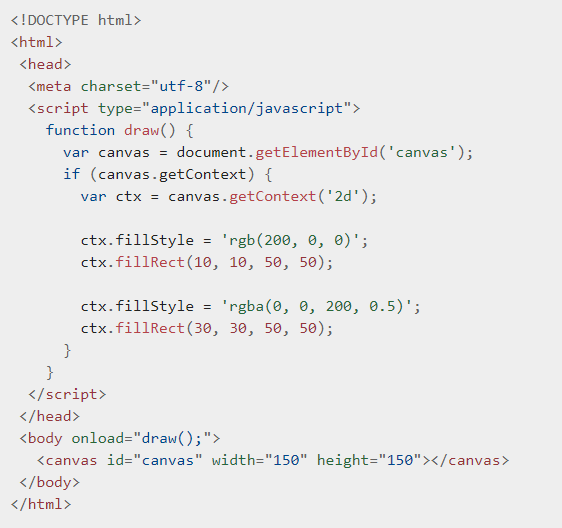 <!DOCTYPE html>
<html>
 <head>
  <meta charset="utf-8"/>
  <script type="application/javascript">
    function draw() {
      var canvas = document.getElementById('canvas');
      if (canvas.getContext) {
        var ctx = canvas.getContext('2d');

        ctx.fillStyle = 'rgb(200, 0, 0)';
        ctx.fillRect(10, 10, 50, 50);

        ctx.fillStyle = 'rgba(0, 0, 200, 0.5)';
        ctx.fillRect(30, 30, 50, 50);
      }
    }
  </script>
 </head>
 <body onload="draw();">
   <canvas id="canvas" width="150" height="150"></canvas>
 </body>
</html>